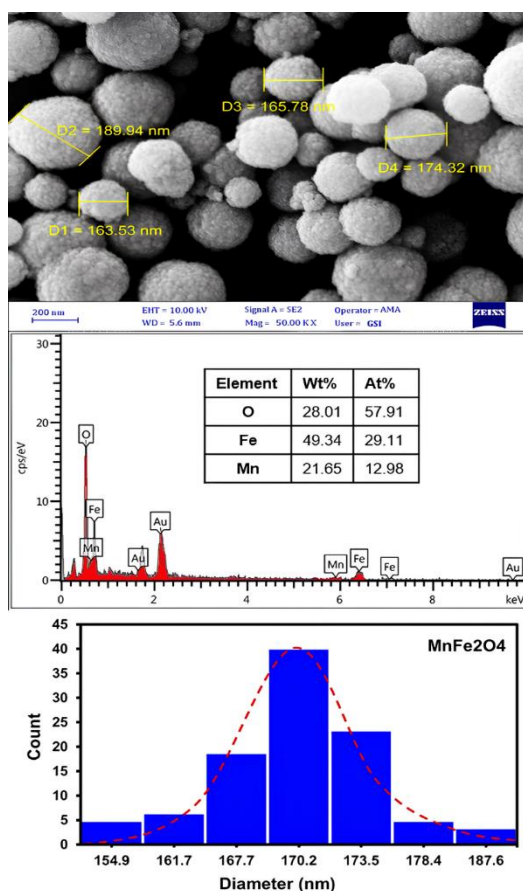 D3 = 165.78 nm
D2 = 189.94 nm
D4 = 174.32 nm
D1 = 163.53 nm
200 nm EHT = 10.00 kV Signal A = SE2 Operator = AMA ZEISS
WD = 5.6 mm Mag = 50.00 K X User = GSI
cps/eV
30
20
10
0
Element Wt% At%
O 28.01 57.91
Fe 49.34 29.11
Mn 21.65 12.98
O
Fe
Mn
Au
Au
Mn
Fe
Fe
Au
0 2 4 6 8 keV
MnFe2O4
Count
45
40
35
30
25
20
15
10
5
0
154.9 161.7 167.7 170.2 173.5 178.4 187.6
Diameter (nm)